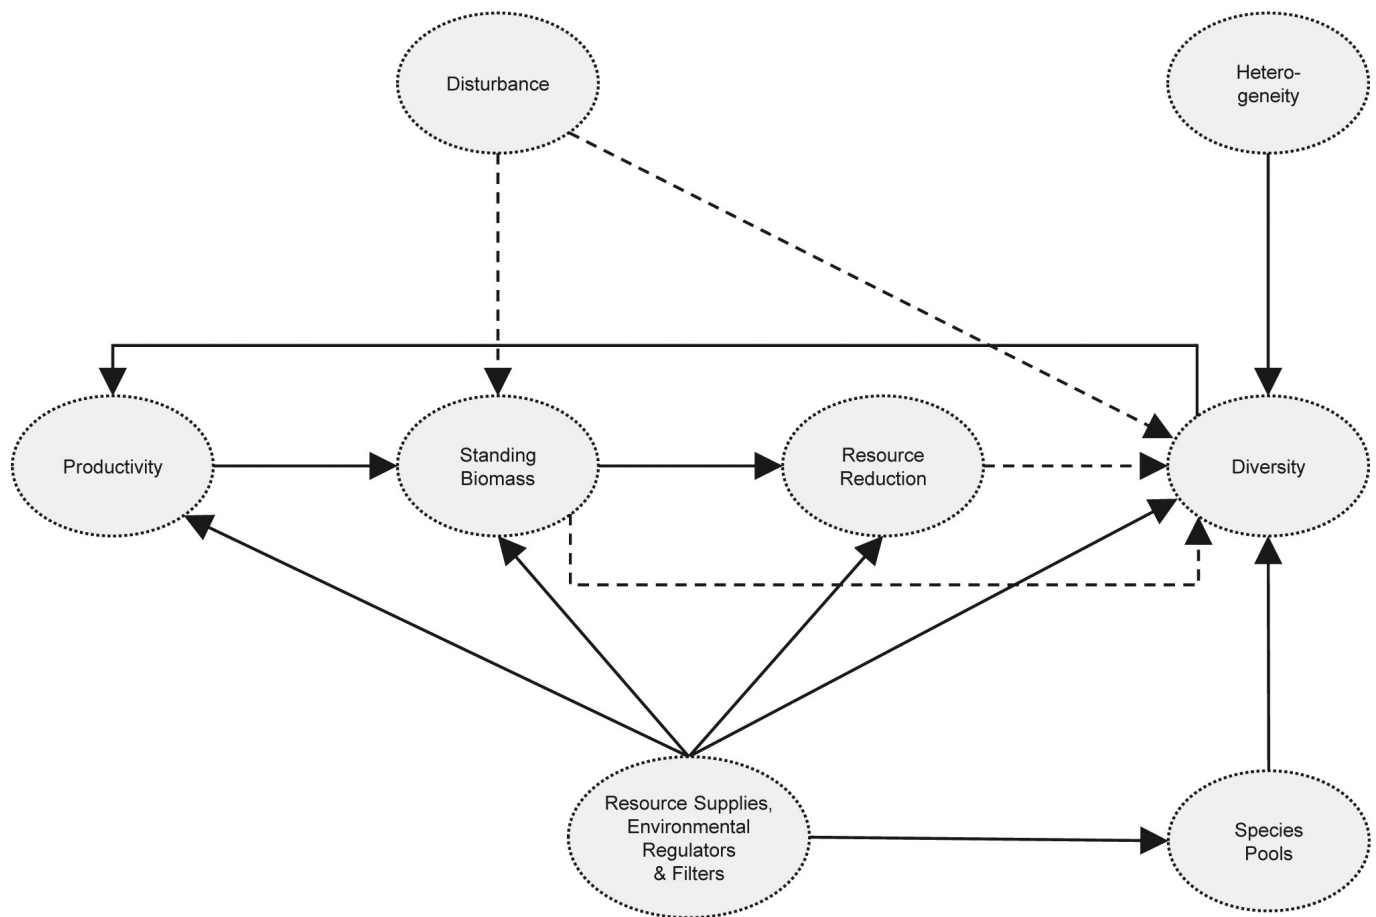 Disturbance
Hetero-
geneity
Productivity
Standing
Biomass
Resource
Reduction
Diversity
Resource Supplies,
Environmental
Regulators
& Filters
Species
Pools